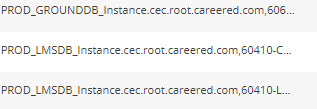 PROD_GROUNDDB_Instance.cec.root.careered.com,606...
PROD_LMSDB_Instance.cec.root.careered.com,60410-C...
PROD_LMSDB_Instance.cec.root.careered.com,60410-L...